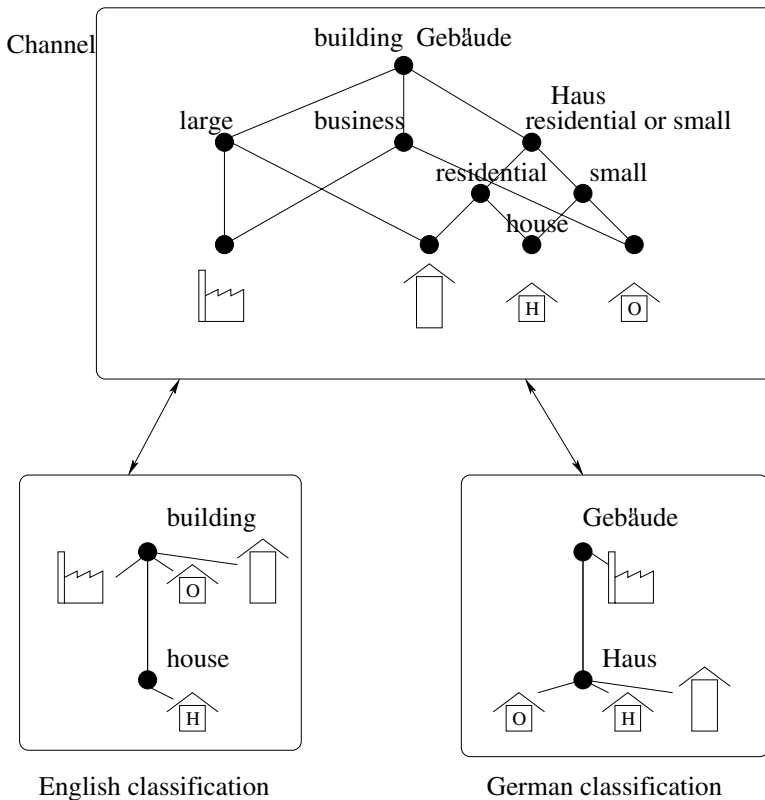 Channel
building Gebäude
large
business
Haus
residential or small
residential
small
house
H
O
building
O
house
H
English classification
Gebäude
Haus
O
H
German classification